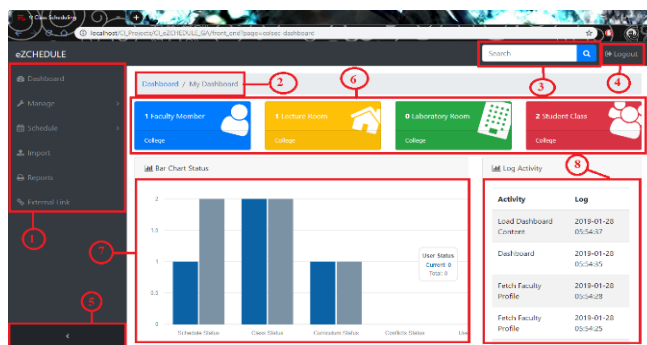 Class Scheduling
localhost/CI_Projects/CI_eZCHEDULE_GA/front_end?page=colsec-dashboard
eZCHEDULE
Search
Logout
Dashboard
Manage
Schedule
Import
Reports
External Link
Dashboard / My Dashboard
1 Faculty Member
College
1 Lecture Room
College
0 Laboratory Room
College
2 Student Class
College
Bar Chart Status
2
1.5
1
0.5
0
Schedule Status
Class Status
Curriculum Status
Conflicts Status
Use
User Status
Current: 0
Total: 0
Log Activity
Activity Log
Load Dashboard 2019-01-28
Content 05:54:37
Dashboard 2019-01-28
05:54:35
Fetch Faculty 2019-01-28
Profile 05:54:28
Fetch Faculty 2019-01-28
Profile 05:54:25
1
2
3
4
5
6
7
8